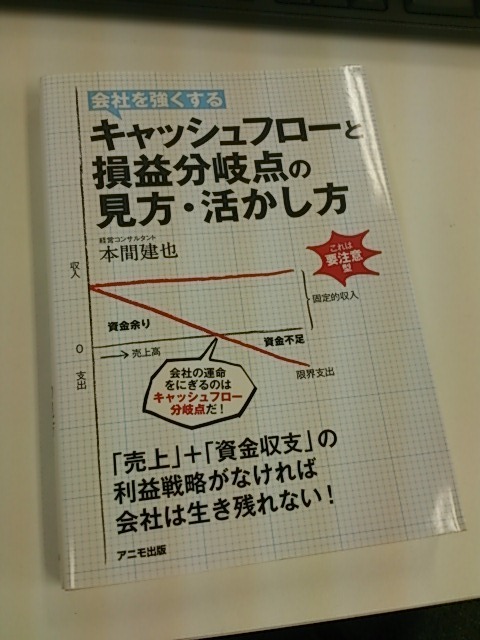 会社を強くする
キャッシュフローと
損益分岐点の
見方・活かし方
経営コンサルタント
本間建也
これは
要注意
型
収入
固定的収入
資金余り
0
資金不足
→売上高
支出
限界支出
会社の運命
をにぎるのは
キャッシュフロー
分岐点だ!
「売上」+「資金収支」の
利益戦略がなければ
会社は生き残れない!
アニモ出版